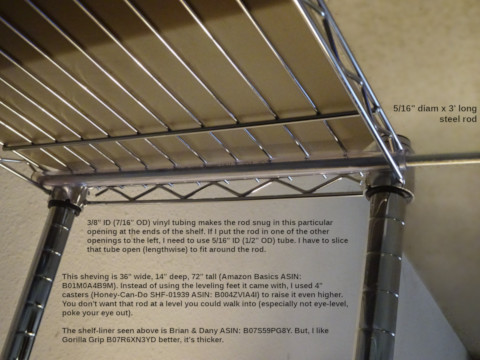 5/16" diam x 3' long
steel rod
3/8" ID (7/16" OD) vinyl tubing makes the rod snug in this particular
opening at the ends of the shelf. If I put the rod in one of the other
openings to the left, I need to use 5/16" ID (1/2" OD) tube. I have to slice
that tube open (lengthwise) to fit around the rod.
This sheving is 36" wide, 14" deep, 72" tall (Amazon Basics ASIN:
B01M0A4B9M). Instead of the leveling feet it came with, I used 4"
casters (Honey-Can-Do SHF-01939 ASIN: B004ZVIA4I) to raise it even higher.
You don't want that rod at a level you could walk into (especially not eye-level,
poke your eye out).
The shelf-liner seen above is Brian & Dany ASIN: B07S59PG8Y. But, I like
Gorilla Grip B07R6XN3YD better, it's thicker.